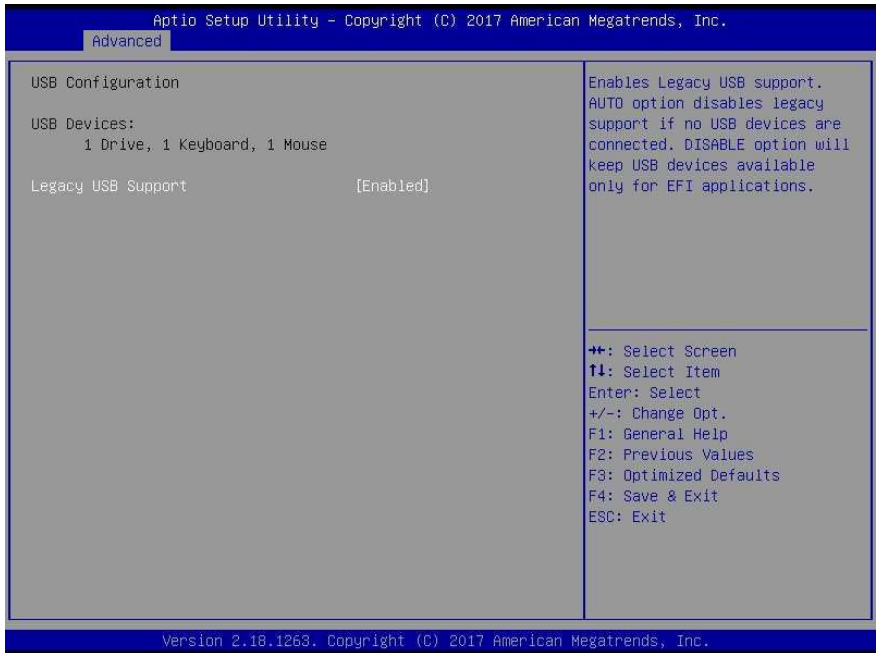 Aptio Setup Utility – Copyright (C) 2017 American Megatrends, Inc.
Advanced
USB Configuration
USB Devices:
1 Drive, 1 Keyboard, 1 Mouse
Legacy USB Support [Enabled]
Enables Legacy USB support.
AUTO option disables legacy
support if no USB devices are
connected. DISABLE option will
keep USB devices available
only for EFI applications.
→←: Select Screen
↑↓: Select Item
Enter: Select
+/-: Change Opt.
F1: General Help
F2: Previous Values
F3: Optimized Defaults
F4: Save & Exit
ESC: Exit
Version 2.18.1263. Copyright (C) 2017 American Megatrends, Inc.